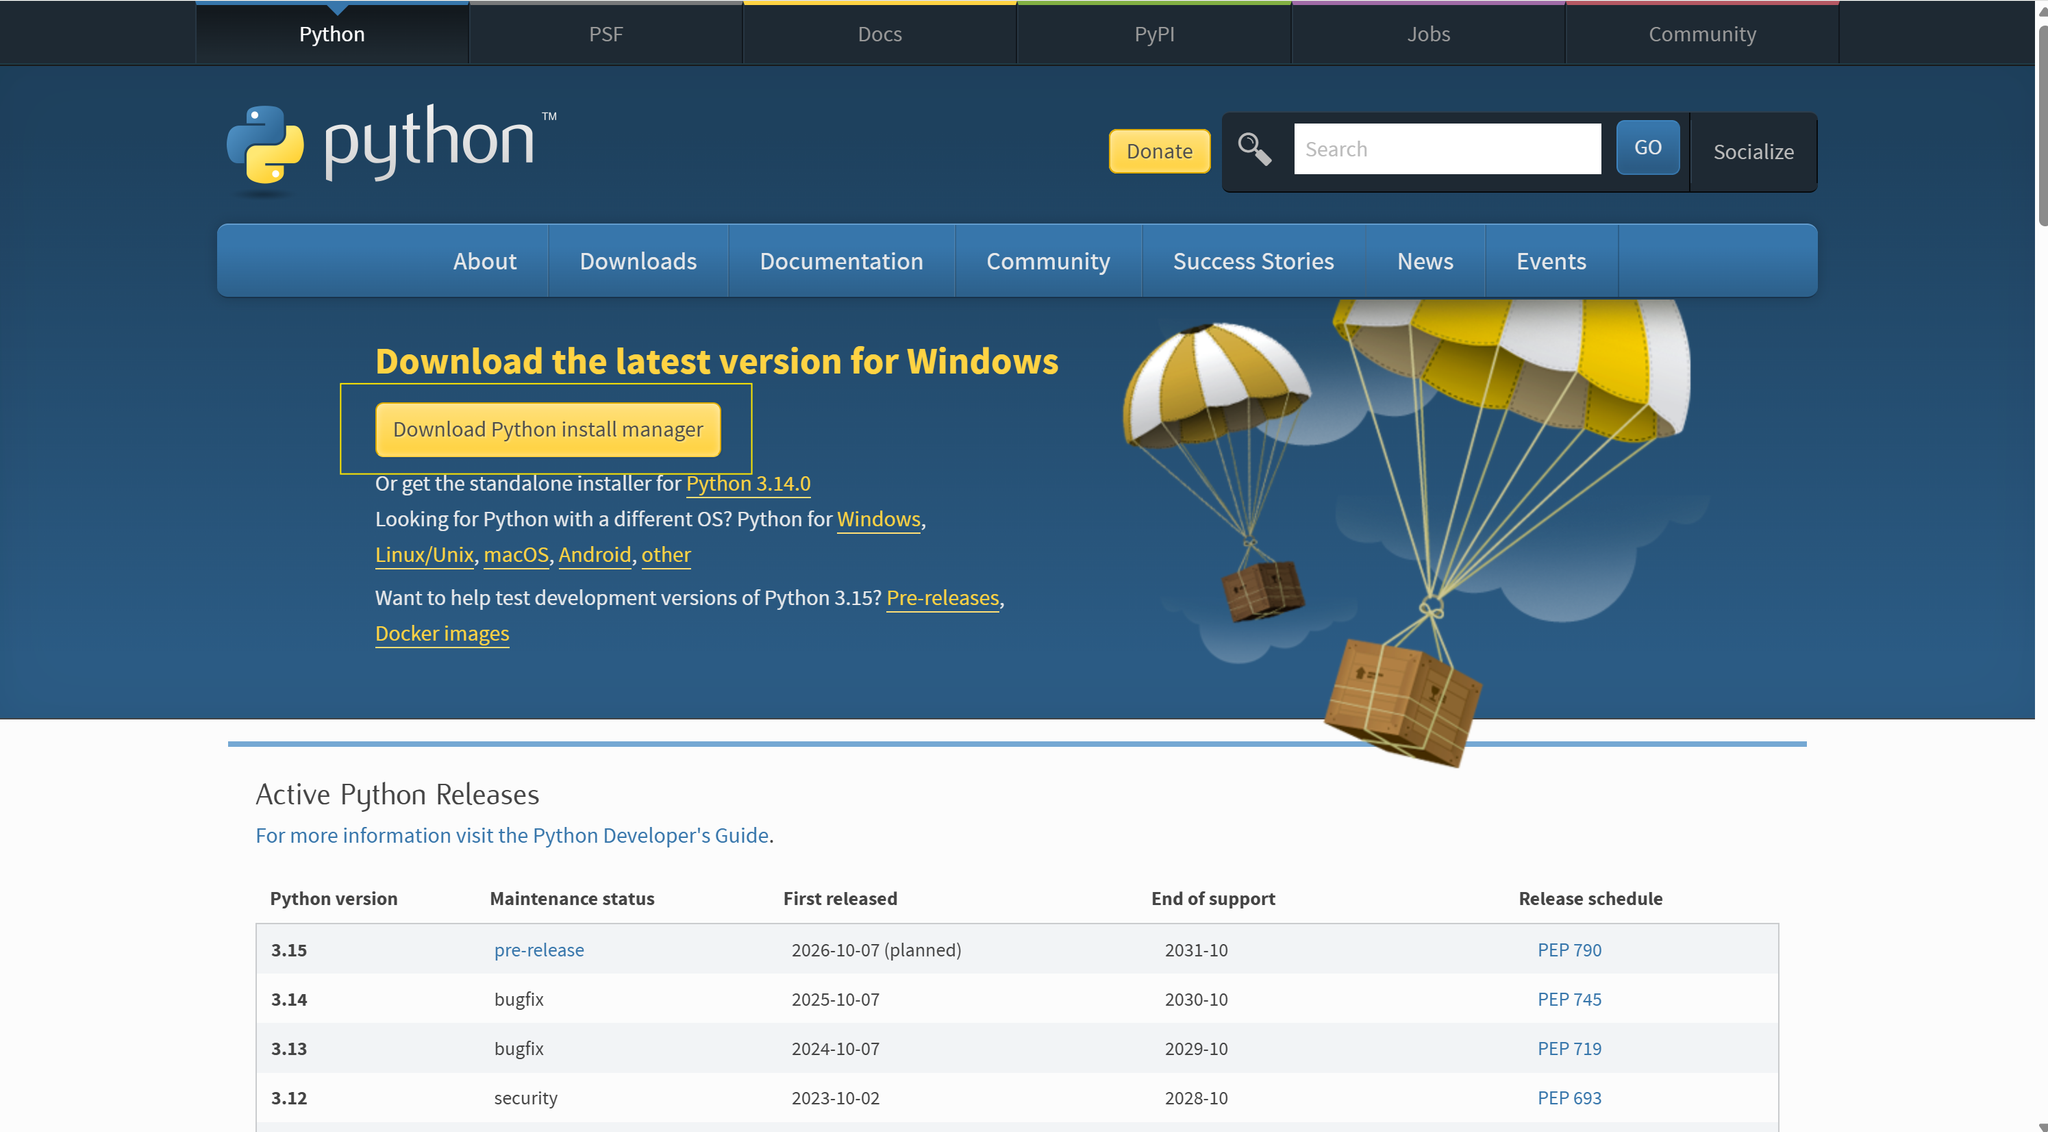 Python PSF Docs PyPI Jobs Community
python™
Donate Search GO Socialize
About Downloads Documentation Community Success Stories News Events
Download the latest version for Windows
Download Python install manager
Or get the standalone installer for Python 3.14.0
Looking for Python with a different OS? Python for Windows,
Linux/Unix, macOS, Android, other
Want to help test development versions of Python 3.15? Pre-releases,
Docker images
Active Python Releases
For more information visit the Python Developer's Guide.
Python version Maintenance status First released End of support Release schedule
3.15 pre-release 2026-10-07 (planned) 2031-10 PEP 790
3.14 bugfix 2025-10-07 2030-10 PEP 745
3.13 bugfix 2024-10-07 2029-10 PEP 719
3.12 security 2023-10-02 2028-10 PEP 693